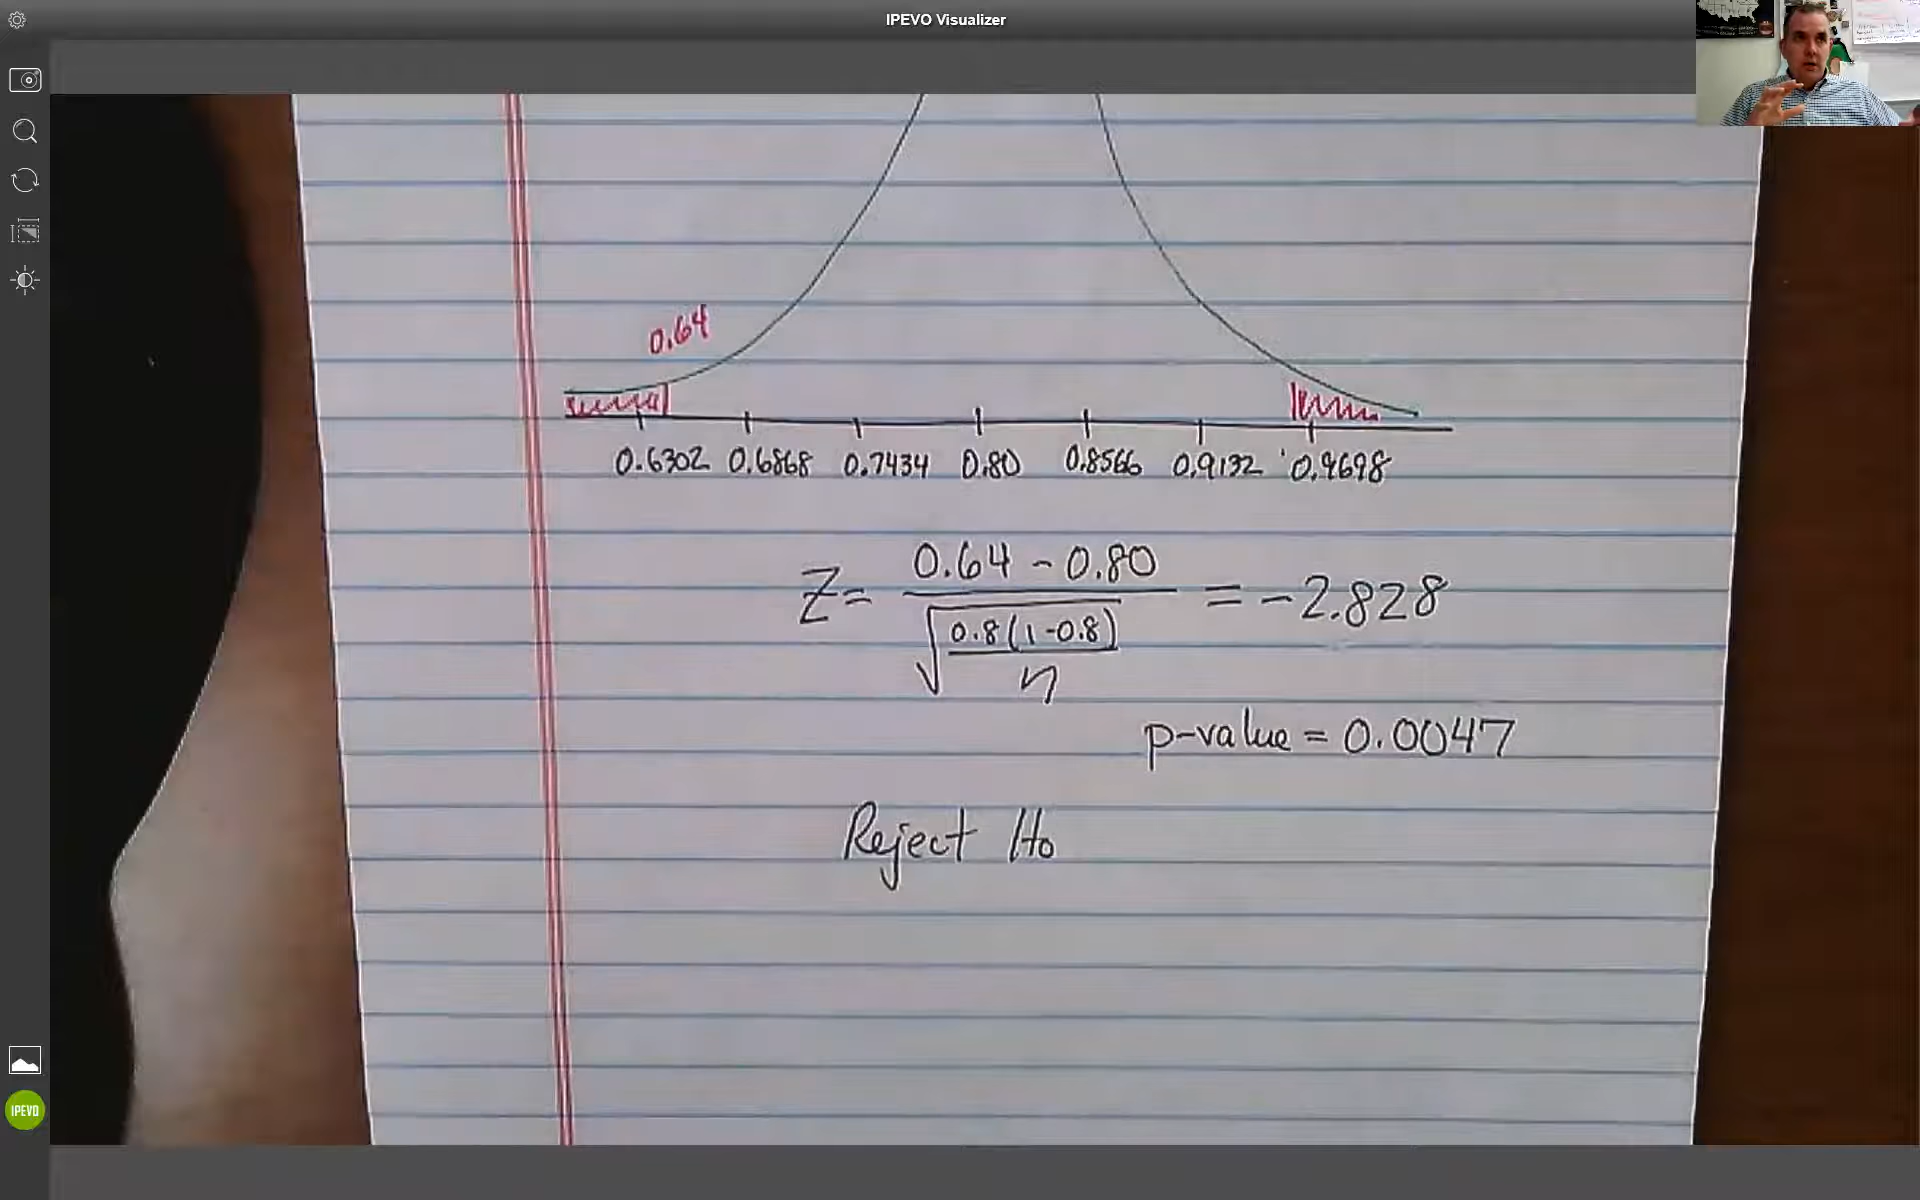 IPEVO Visualizer
0.64
0.6302 0.6868 0.7434 0.80 0.8566 0.9132 0.9698
Z = 0.64 - 0.80 = -2.828
√ 0.8(1-0.8)
n
p-value = 0.0047
Reject Ho
IPEVO